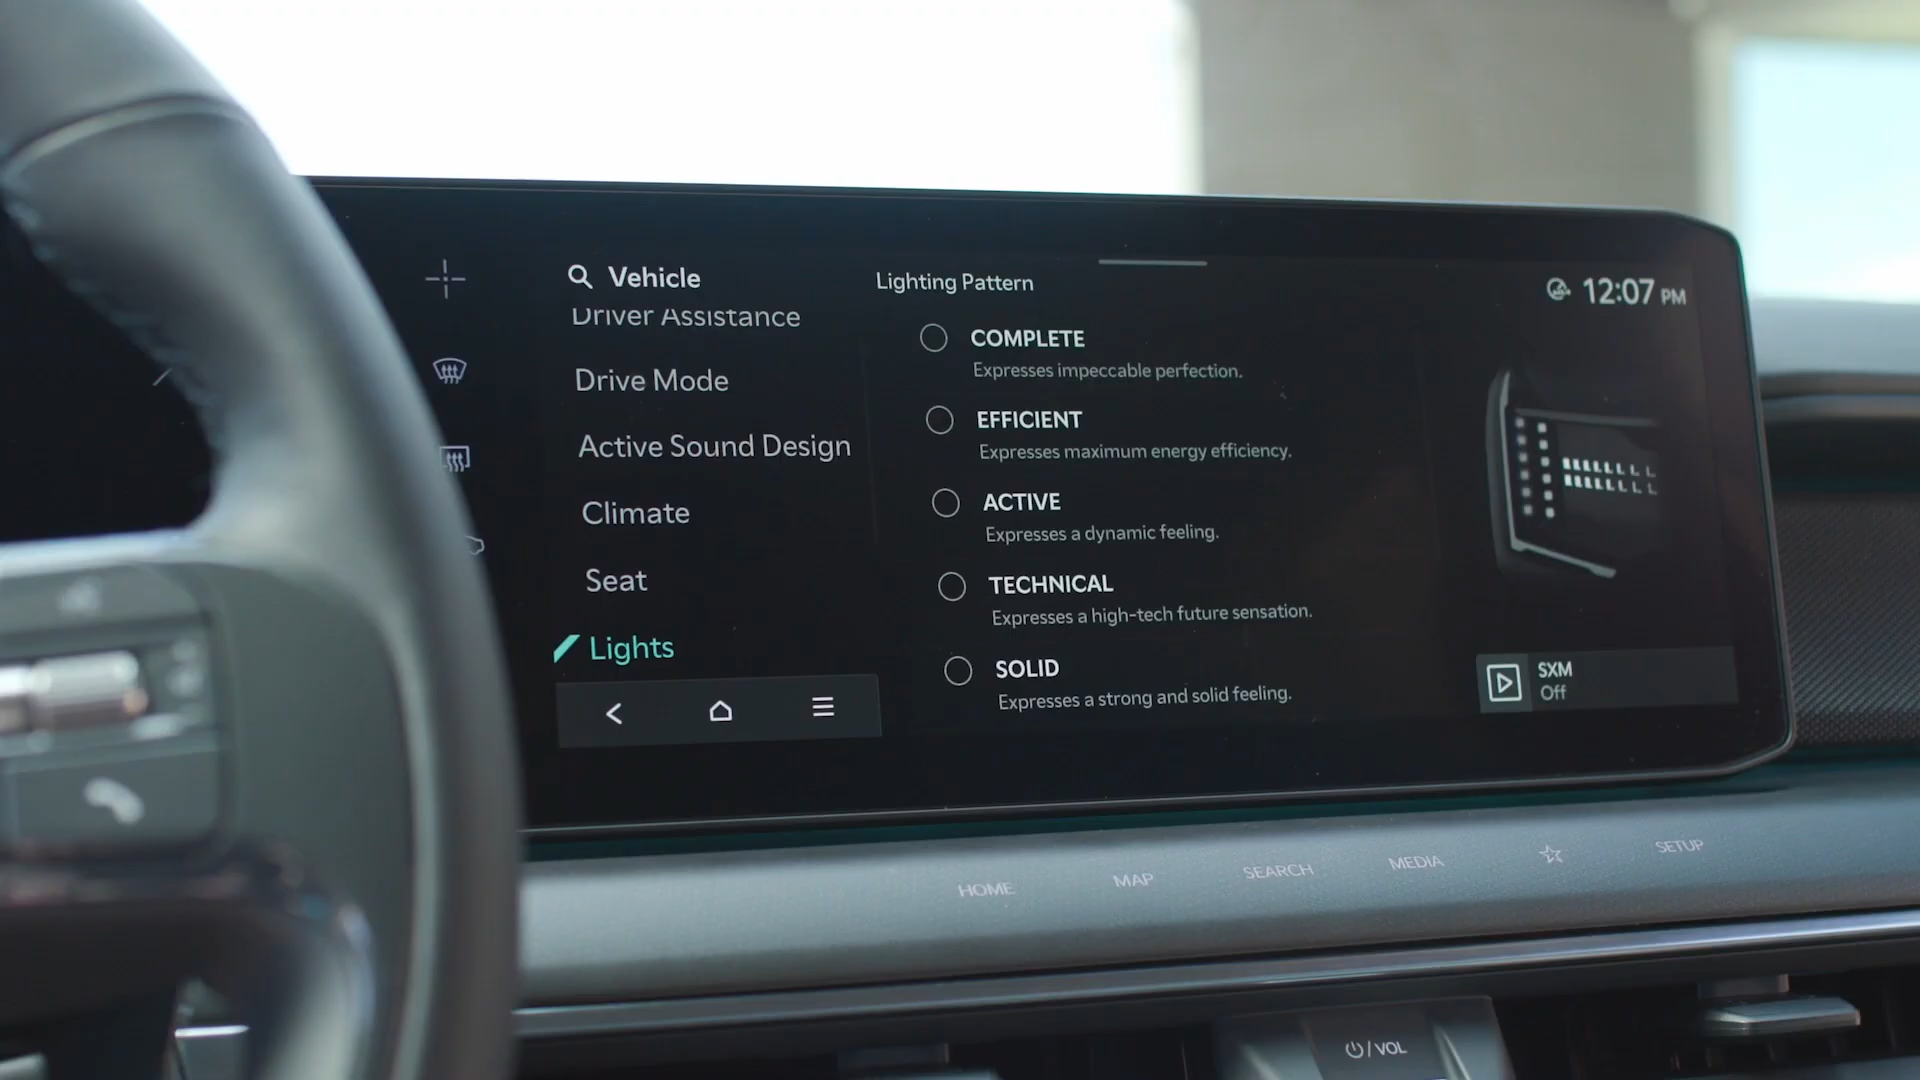 Vehicle
Driver Assistance
Drive Mode
Active Sound Design
Climate
Seat
Lights
Lighting Pattern
COMPLETE
Expresses impeccable perfection.
EFFICIENT
Expresses maximum energy efficiency.
ACTIVE
Expresses a dynamic feeling.
TECHNICAL
Expresses a high-tech future sensation.
SOLID
Expresses a strong and solid feeling.
12:07 PM
SXM
Off
HOME
MAP
SEARCH
MEDIA
SETUP
/ VOL